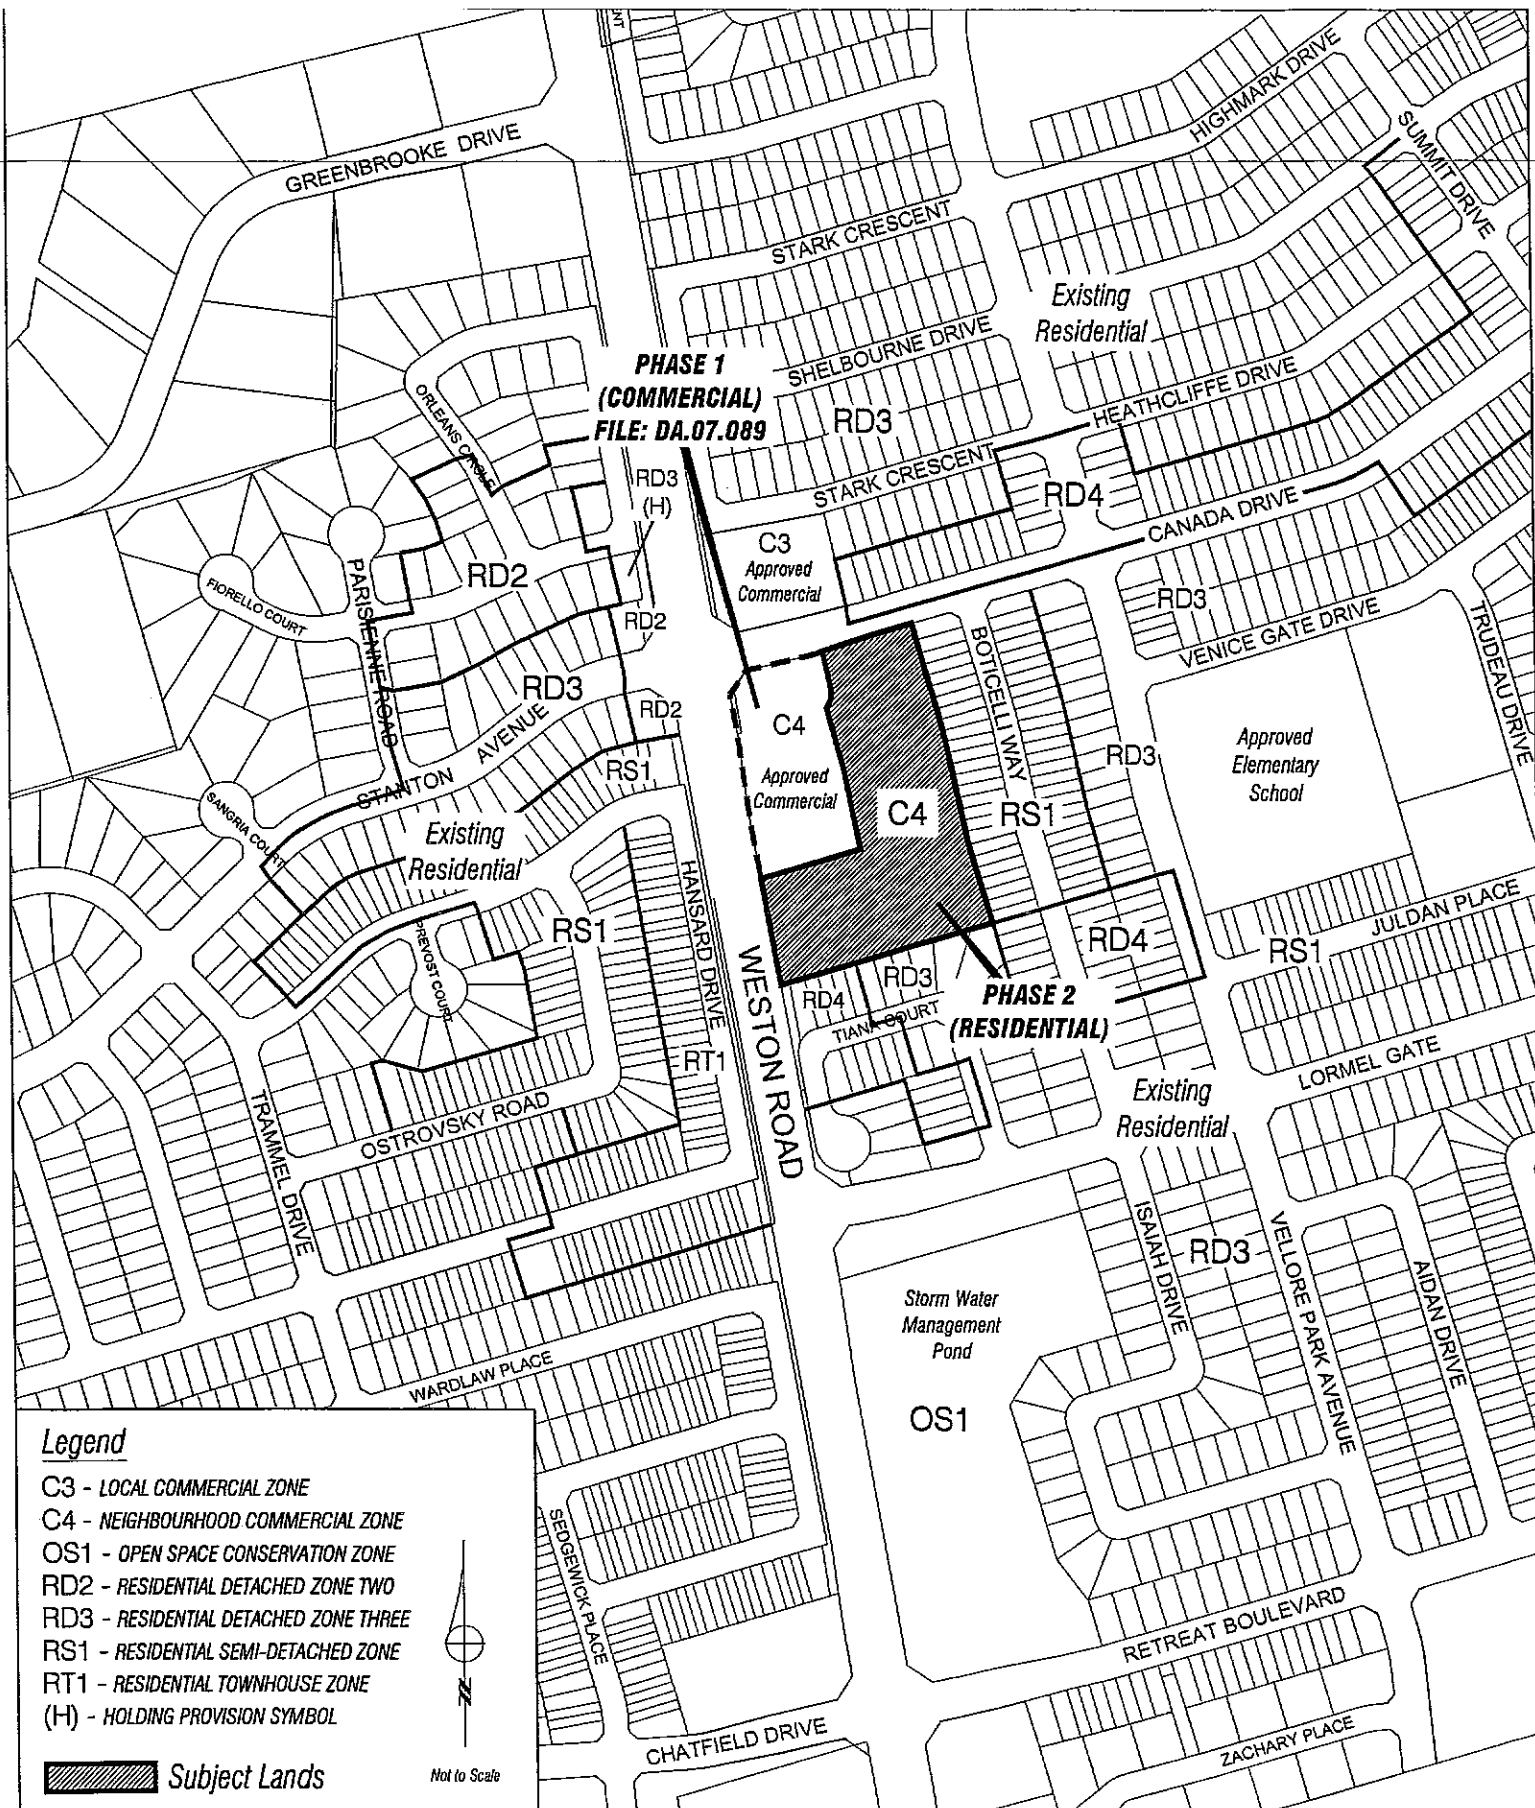 GREENBROOKE DRIVE
HIGHMARK DRIVE
SUMMIT DRIVE
STARK CRESCENT
Existing
Residential
SHELBOURNE DRIVE
PHASE 1
(COMMERCIAL)
FILE: DA.07.089
ORLEANS CIRCLE
RD3
HEATHCLIFFE DRIVE
RD3
(H)
STARK CRESCENT
RD4
CANADA DRIVE
C3
Approved
Commercial
RD2
FIORELLO COURT
PARISIENNE ROAD
RD2
RD3
VENICE GATE DRIVE
TRUDEAU DRIVE
BOTICELLI WAY
RD3
RD2
STANTON AVENUE
RS1
C4
Approved
Commercial
C4
RS1
RD3
Approved
Elementary
School
SANGRIA COURT
Existing
Residential
HANSARD DRIVE
PREVOST COURT
RS1
WESTON ROAD
RD4
RS1
JULDAN PLACE
RD3
RD4
TIANA COURT
PHASE 2
(RESIDENTIAL)
RT1
LORMEL GATE
Existing
Residential
TRAMMEL DRIVE
OSTROVSKY ROAD
ISAIAH DRIVE
RD3
VELLORE PARK AVENUE
AIDAN DRIVE
Storm Water
Management
Pond
OS1
WARDLAW PLACE
SEDGEWICK PLACE
RETREAT BOULEVARD
CHATFIELD DRIVE
ZACHARY PLACE
Legend
C3 - LOCAL COMMERCIAL ZONE
C4 - NEIGHBOURHOOD COMMERCIAL ZONE
OS1 - OPEN SPACE CONSERVATION ZONE
RD2 - RESIDENTIAL DETACHED ZONE TWO
RD3 - RESIDENTIAL DETACHED ZONE THREE
RS1 - RESIDENTIAL SEMI-DETACHED ZONE
RT1 - RESIDENTIAL TOWNHOUSE ZONE
(H) - HOLDING PROVISION SYMBOL
Subject Lands
N
Not to Scale